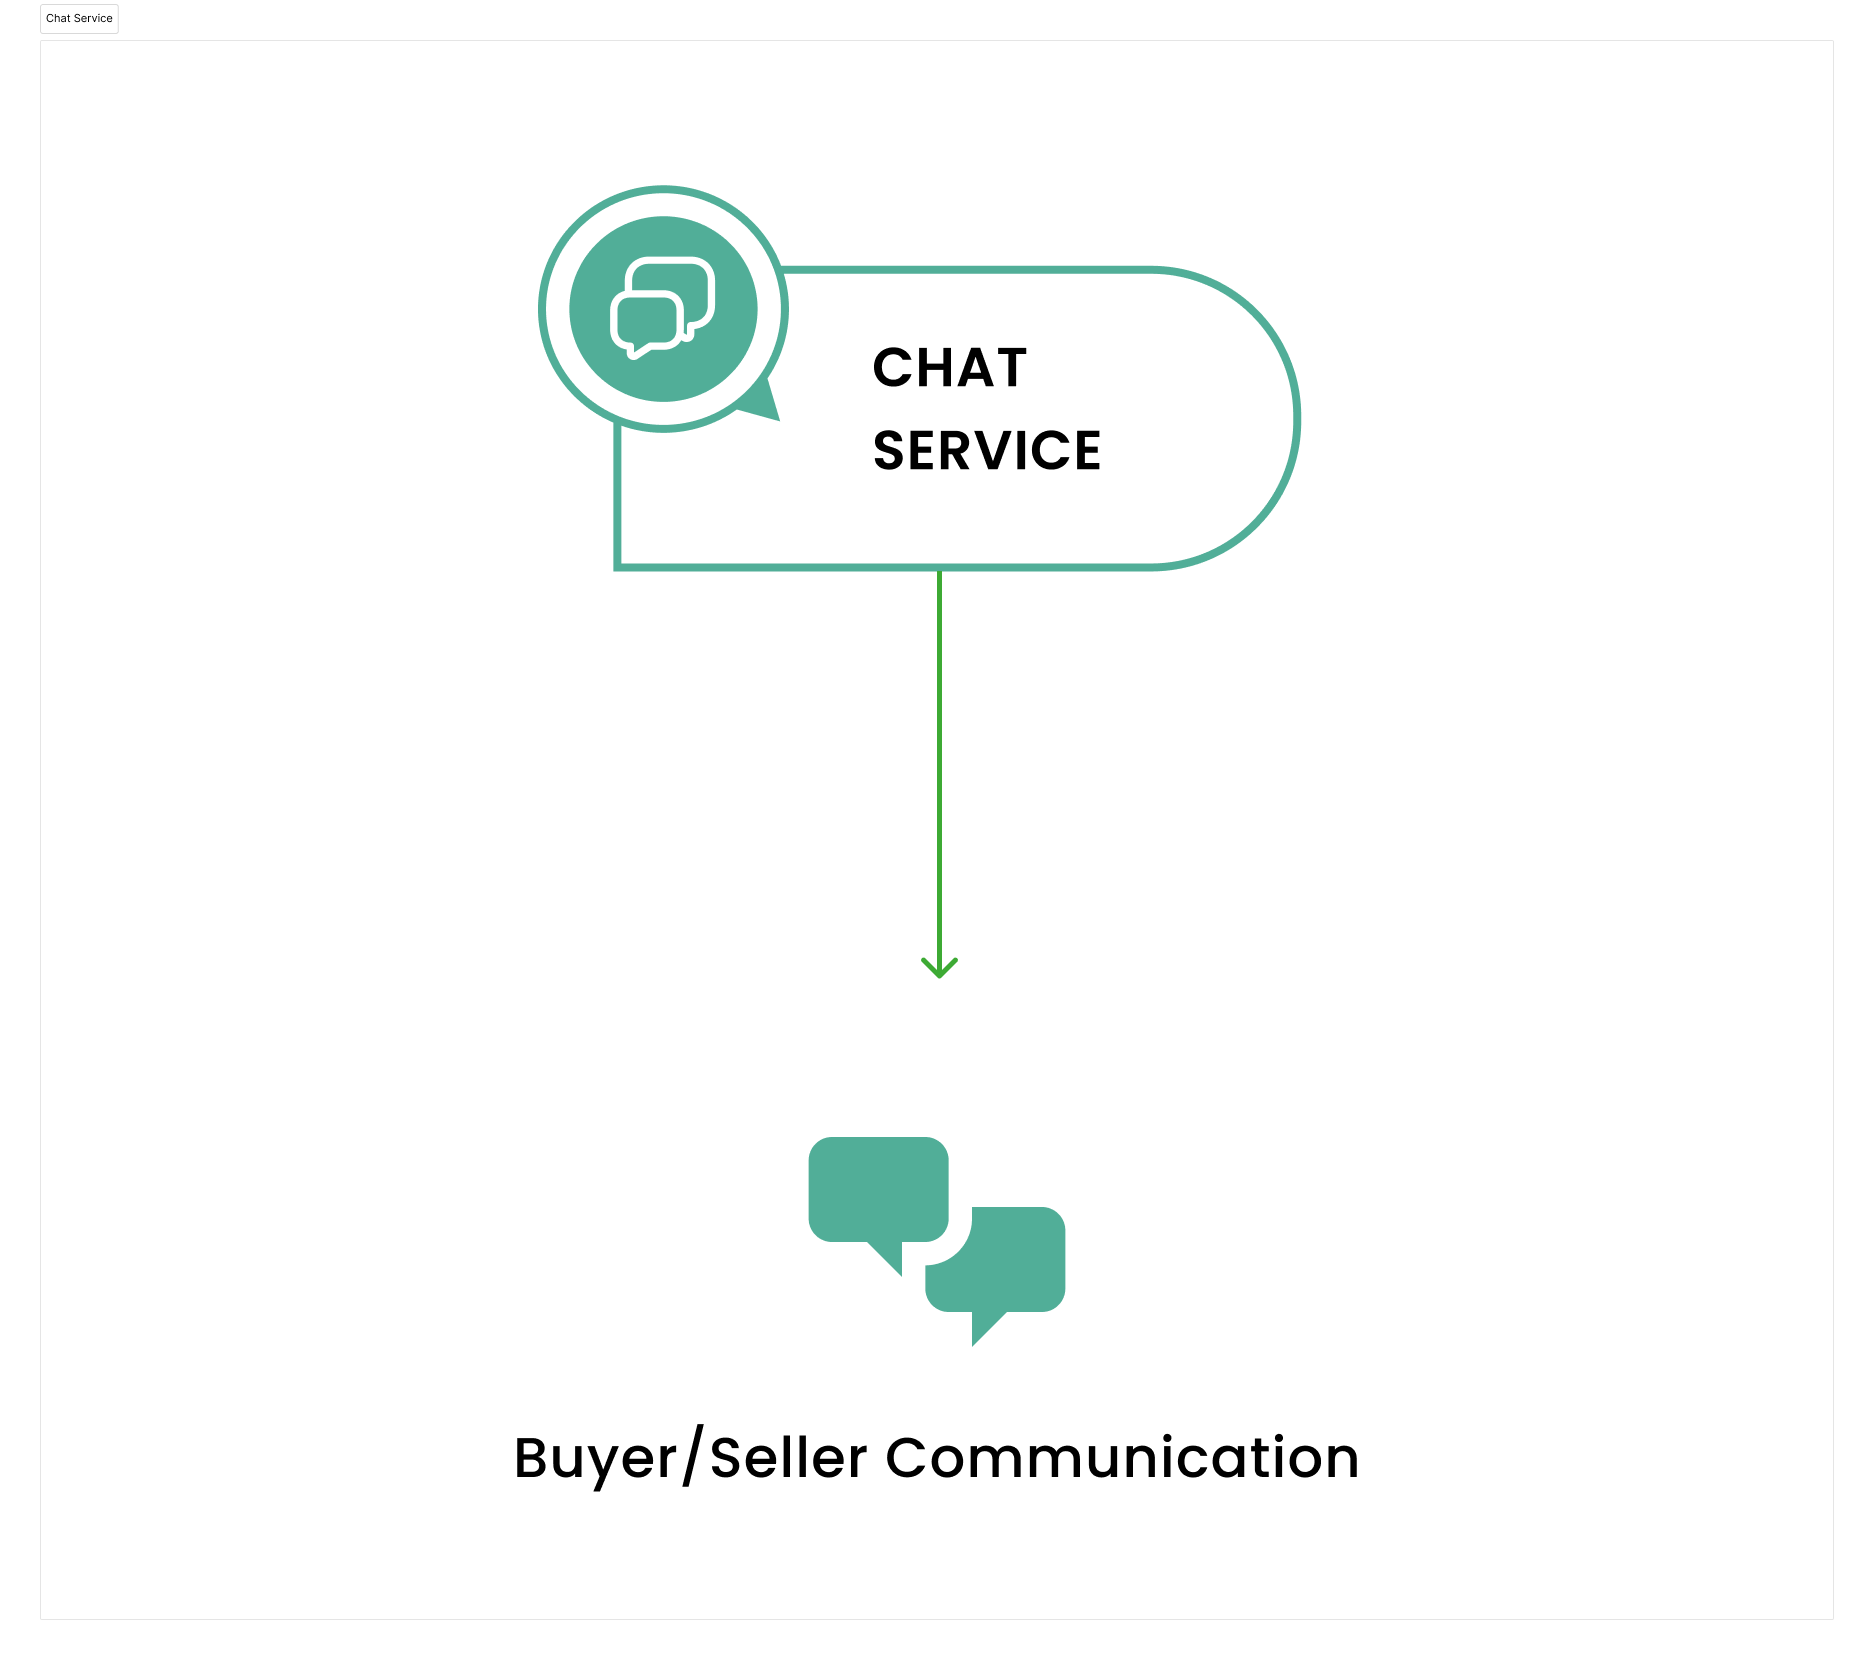 Chat Service
CHAT
SERVICE
Buyer/Seller Communication